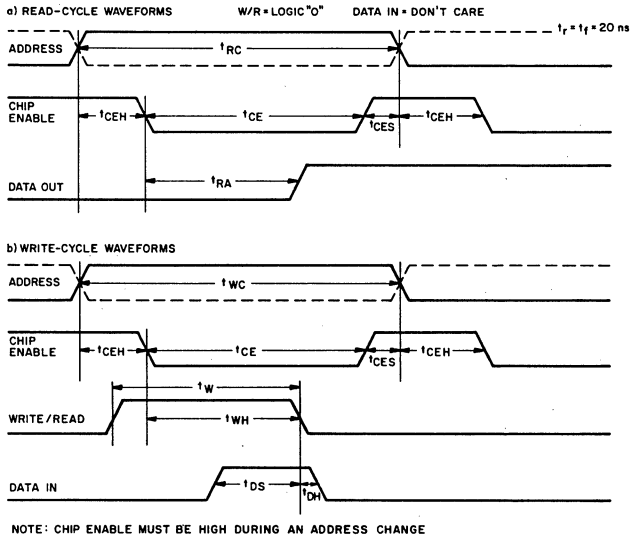 a) READ-CYCLE WAVEFORMS W/R = LOGIC "O" DATA IN = DON'T CARE
tr = tf = 20 ns
ADDRESS
tRC
CHIP ENABLE
tCEH
tCE
tCES
tCEH
DATA OUT
tRA
b) WRITE-CYCLE WAVEFORMS
ADDRESS
tWC
CHIP ENABLE
tCEH
tCE
tCES
tCEH
tW
WRITE/READ
tWH
DATA IN
tDS
tDH
NOTE: CHIP ENABLE MUST BE HIGH DURING AN ADDRESS CHANGE